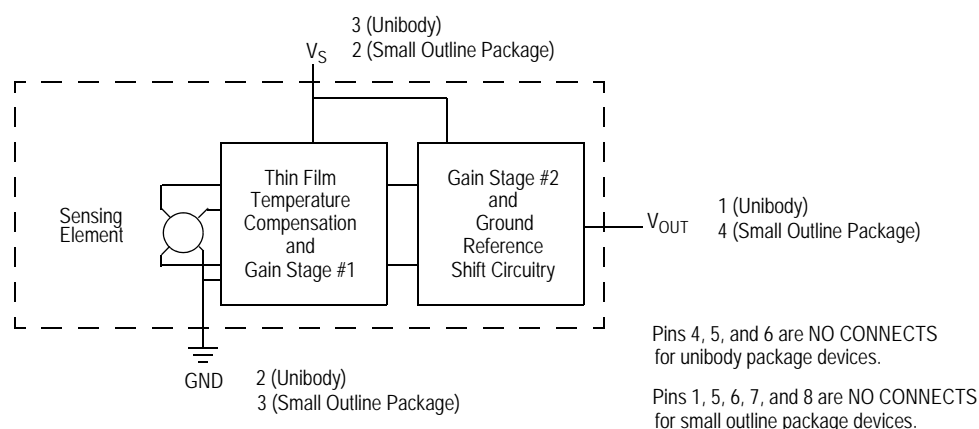 3 (Unibody)
2 (Small Outline Package)
VS
Sensing
Element
Thin Film
Temperature
Compensation
and
Gain Stage #1
Gain Stage #2
and
Ground
Reference
Shift Circuitry
VOUT
1 (Unibody)
4 (Small Outline Package)
GND
2 (Unibody)
3 (Small Outline Package)
Pins 4, 5, and 6 are NO CONNECTS
for unibody package devices.
Pins 1, 5, 6, 7, and 8 are NO CONNECTS
for small outline package devices.